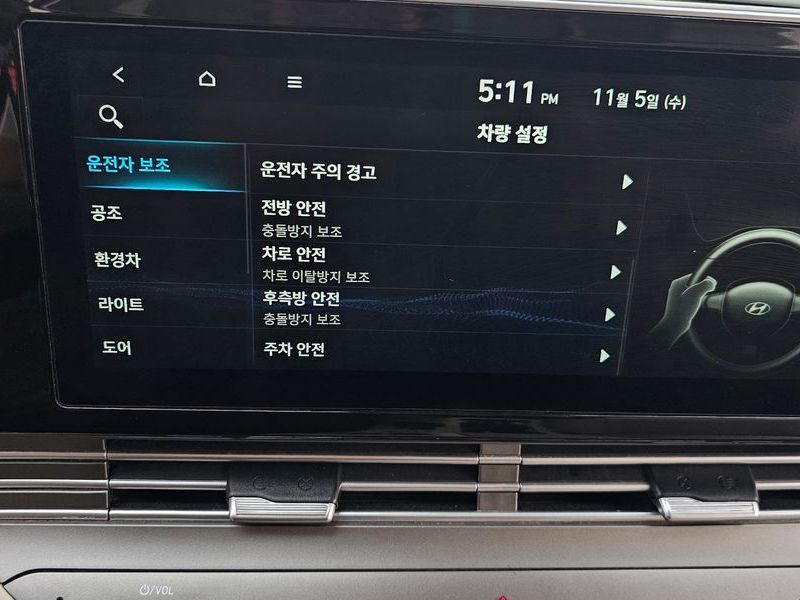 5:11 PM 11월 5일 (수)
차량 설정
운전자 보조
공조
환경차
라이트
도어
운전자 주의 경고
전방 안전
충돌방지 보조
차로 안전
차로 이탈방지 보조
후측방 안전
충돌방지 보조
주차 안전
/VOL